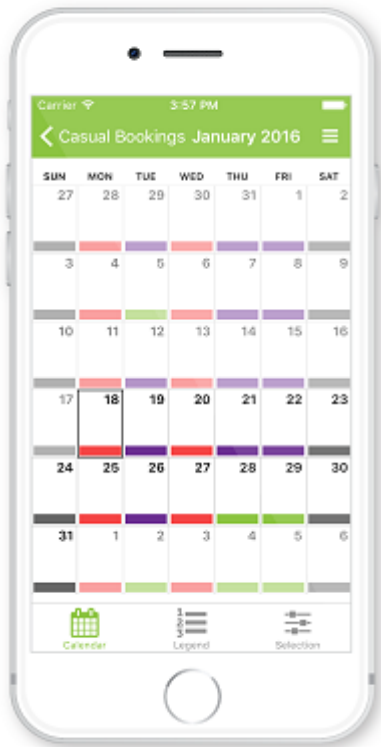 Carrier 3:57 PM
Casual Bookings January 2016
SUN MON TUE WED THU FRI SAT
27 28 29 30 31 1 2
3 4 5 6 7 8 9
10 11 12 13 14 15 16
17 18 19 20 21 22 23
24 25 26 27 28 29 30
31 1 2 3 4 5 6
1
2
3
Calendar Legend Selection